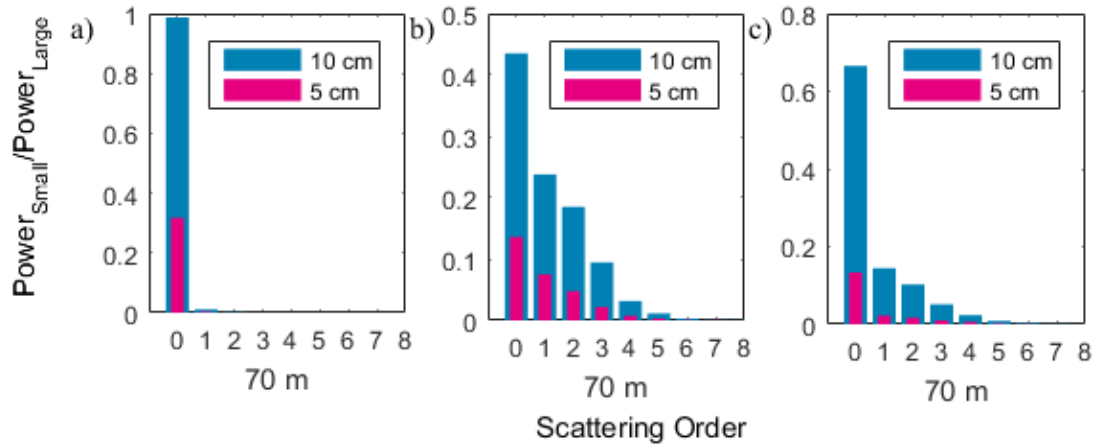 Power_Small/Power_Large
a)
1
0.8
0.6
0.4
0.2
0
10 cm
5 cm
0 1 2 3 4 5 6 7 8
70 m
b)
0.5
0.4
0.3
0.2
0.1
0
10 cm
5 cm
0 1 2 3 4 5 6 7 8
70 m
c)
0.8
0.6
0.4
0.2
0
10 cm
5 cm
0 1 2 3 4 5 6 7 8
70 m
Scattering Order